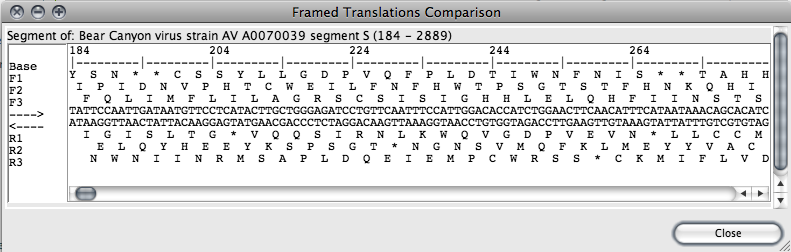 Framed Translations Comparison
Segment of: Bear Canyon virus strain AV A0070039 segment S (184 - 2889)
184 204 224 244 264
Base |---------|---------|---------|---------|---------|---------|---------|---------|---------|---------
F1 Y S N * * C S S Y L L G D P V Q F P L D T I W N F N I S * * T A H H
F2 I P I D N V P H T C W E I L F N F H W T P S G T S T F H N K Q H I
F3 F Q L I M F L I L A G R S C S I S I G H H L E L Q H F I I N S T S
----> TATTCCAATTGATAATGTTCCTCATACTTGCTGGGAGATCCTGTTCAATTTCCATTGGACACCATCTGGAACTTCAACATTTCATAATAAACAGCACATC
<---- ATAAGGTTAACTATTACAAGGAGTATGAACGACCCTCTAGGACAAGTTAAAGGTAACCTGTGGTAGACCTTGAAGTTGTAAAGTATTATTTGTCGTGTAG
R1 I G I S L T G * V Q Q S I R N L K W Q V G D P V E V N * L L C C M
R2 E L Q Y H E E Y K S P S G T * N G N S V M Q F K L M E Y Y V A C
R3 N W N I I N R M S A P L D Q E I E M P C W R S S * C K M I F L V D
Close